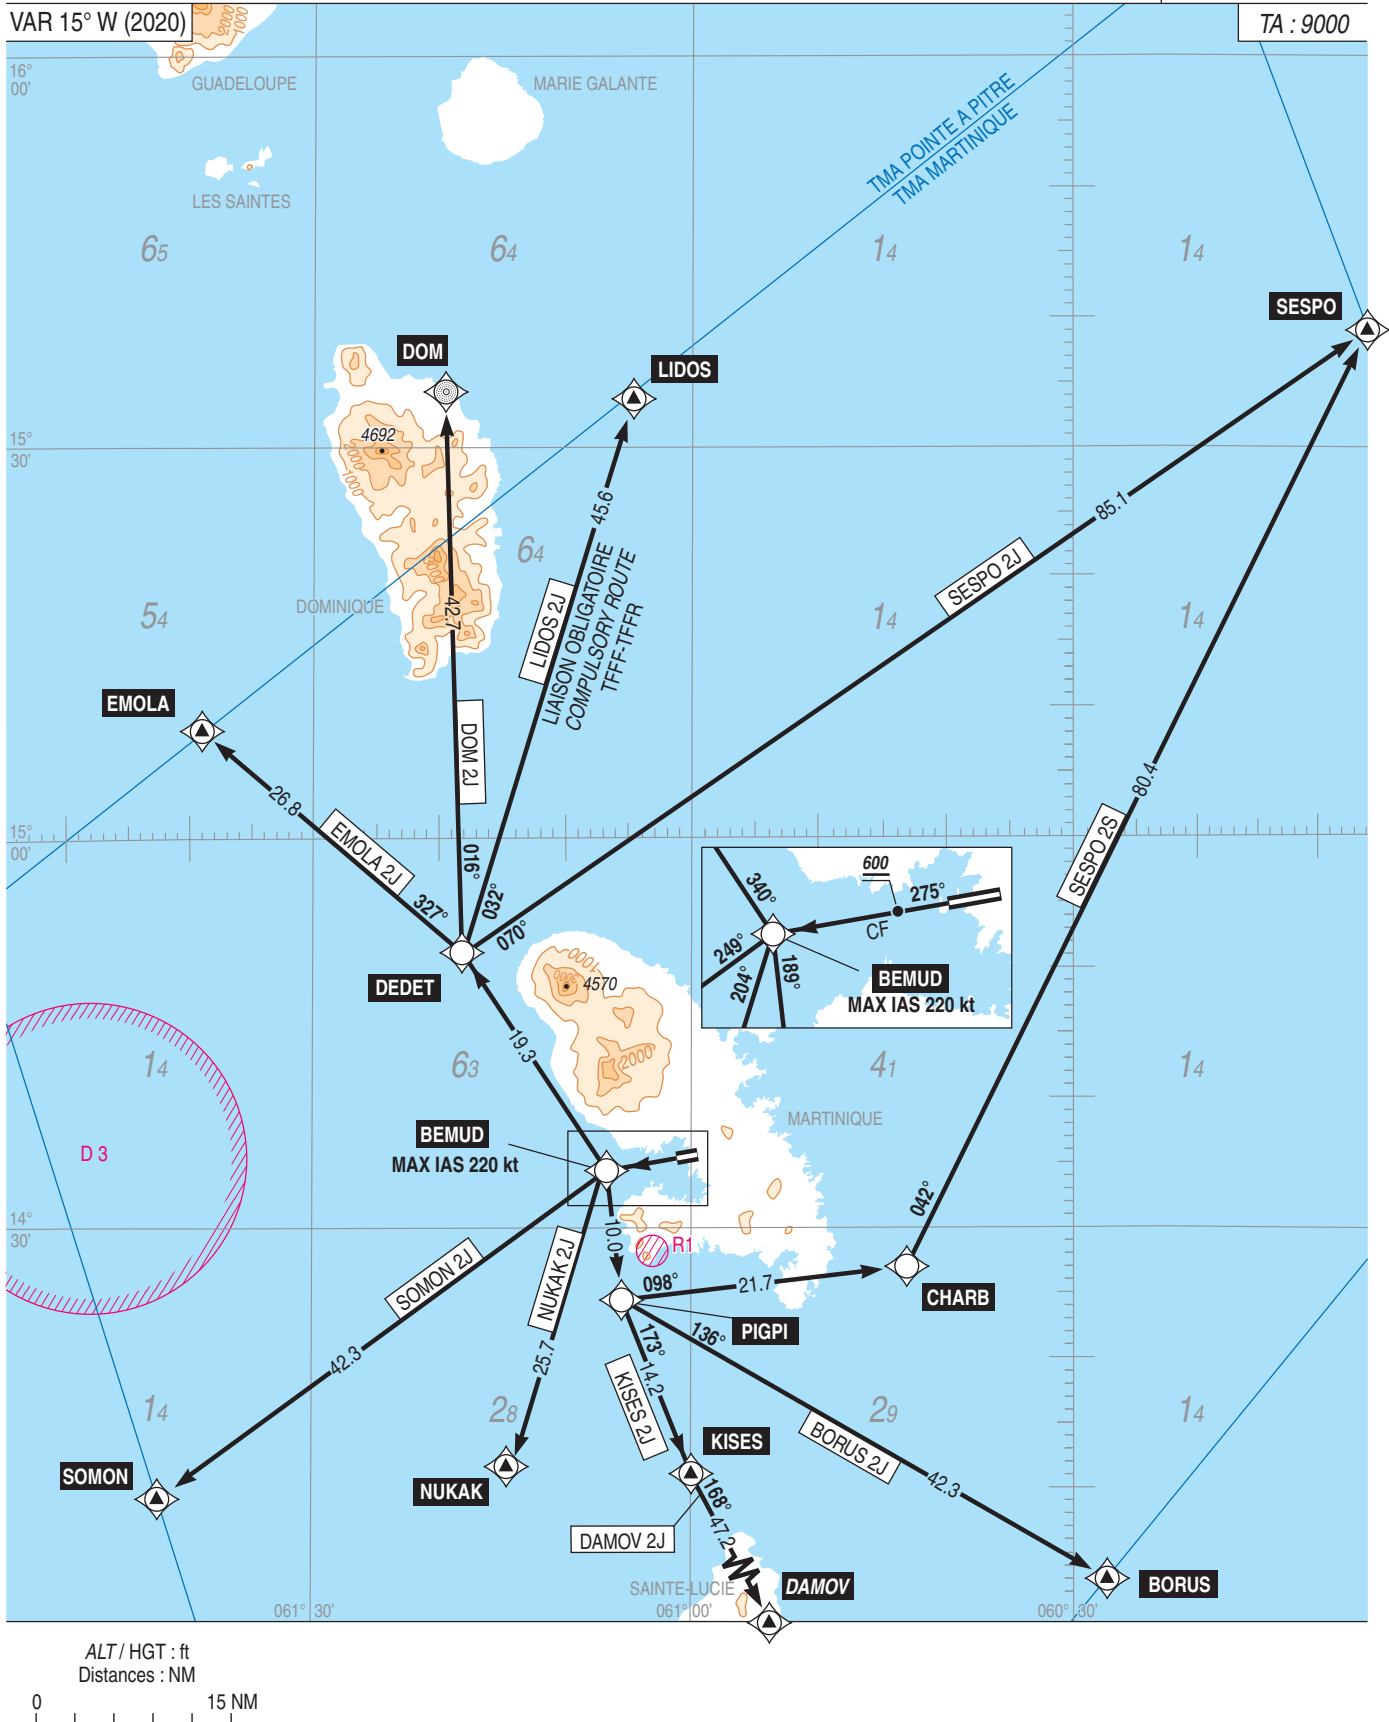 VAR 15° W (2020)
TA : 9000
2000
1000
16°
00'
GUADELOUPE
MARIE GALANTE
TMA POINTE A PITRE
TMA MARTINIQUE
LES SAINTES
65
64
14
14
SESPO
DOM
LIDOS
4692
2000
1000
15°
30'
45.6
85.1
64
LIAISON OBLIGATOIRE
COMPULSORY ROUTE
TFFF-TFFR
LIDOS 2J
SESPO 2J
DOMINIQUE
42.7
54
14
14
EMOLA
DOM 2J
26.8
80.4
15°
00'
EMOLA 2J
016°
SESPO 2S
327°
032°
070°
340°
600
275°
CF
249°
204°
189°
BEMUD
MAX IAS 220 kt
1000
3000
4570
DEDET
19.3
2000
14
63
41
14
MARTINIQUE
D 3
BEMUD
MAX IAS 220 kt
042°
14°
30'
10.0
R1
SOMON 2J
NUKAK 2J
098°
21.7
CHARB
PIGPI
136°
173°
42.3
25.7
14.2
KISES 2J
14
28
29
14
BORUS 2J
KISES
SOMON
NUKAK
168°
42.3
47.2
DAMOV 2J
SAINTE-LUCIE
DAMOV
BORUS
061° 30'
061° 00'
060° 30'
ALT / HGT : ft
Distances : NM
0
15 NM